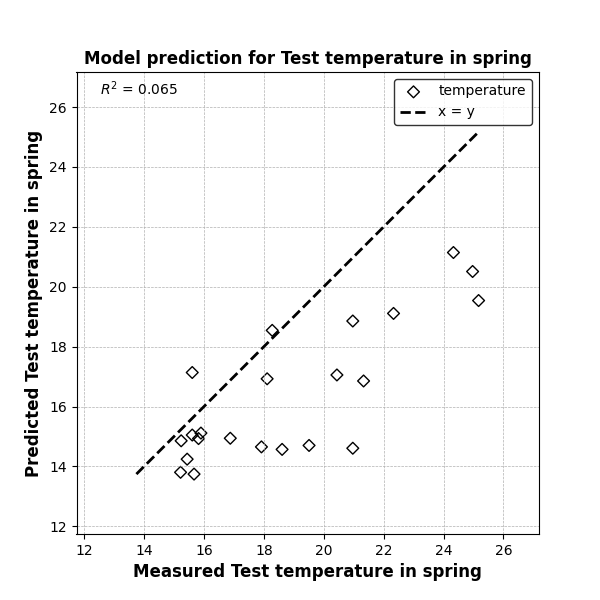 Model prediction for Test temperature in spring
R² = 0.065
temperature
x = y
26
24
22
20
18
16
14
12
Predicted Test temperature in spring
12 14 16 18 20 22 24 26
Measured Test temperature in spring